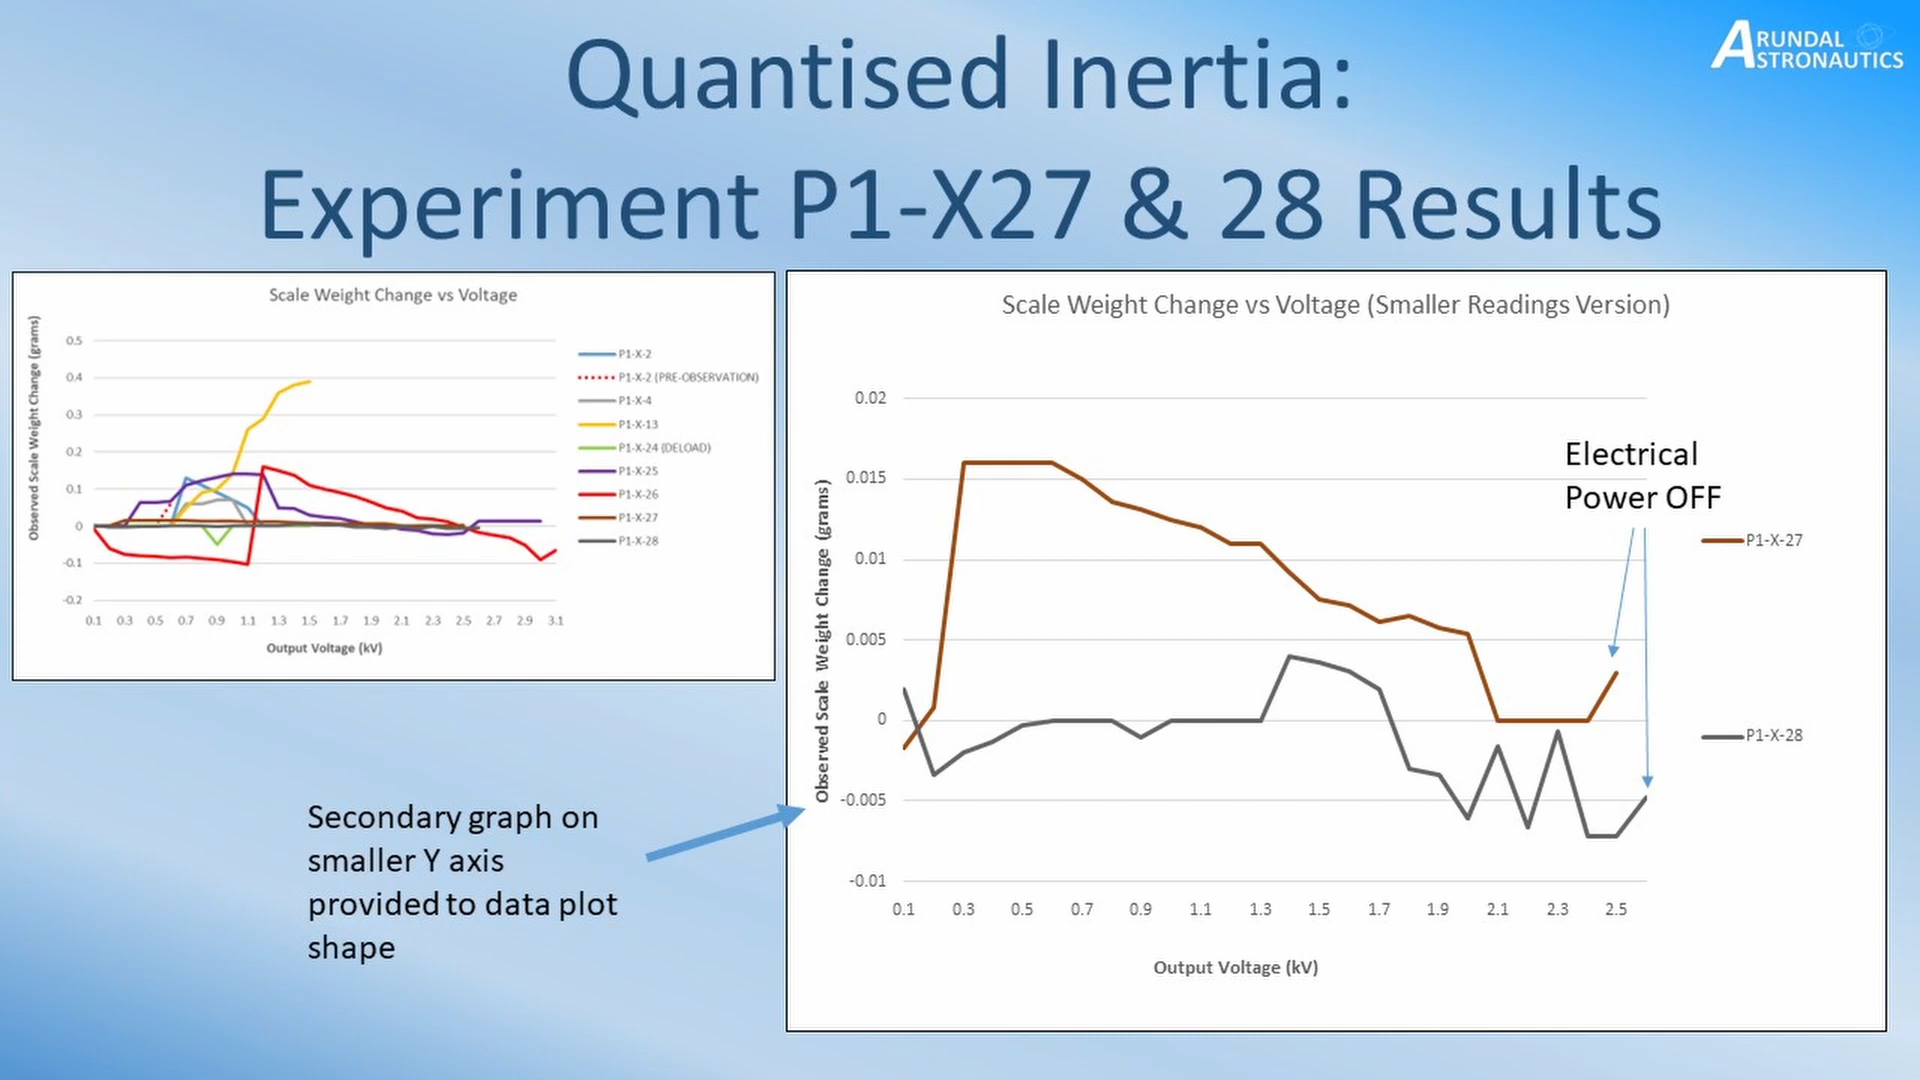 Quantised Inertia:
Experiment P1-X27 & 28 Results
ARUNDAL
ASTRONAUTICS
Scale Weight Change vs Voltage
Observed Scale Weight Change (grams)
0.5
0.4
0.3
0.2
0.1
0
-0.1
-0.2
0.1 0.3 0.5 0.7 0.9 1.1 1.3 1.5 1.7 1.9 2.1 2.3 2.5 2.7 2.9 3.1
Output Voltage (kV)
P1-X-2
P1-X-2 (PRE-OBSERVATION)
P1-X-4
P1-X-13
P1-X-24 (DELOAD)
P1-X-25
P1-X-26
P1-X-27
P1-X-28
Scale Weight Change vs Voltage (Smaller Readings Version)
Observed Scale Weight Change (grams)
0.02
0.015
0.01
0.005
0
-0.005
-0.01
0.1 0.3 0.5 0.7 0.9 1.1 1.3 1.5 1.7 1.9 2.1 2.3 2.5
Output Voltage (kV)
Electrical
Power OFF
P1-X-27
P1-X-28
Secondary graph on
smaller Y axis
provided to data plot
shape